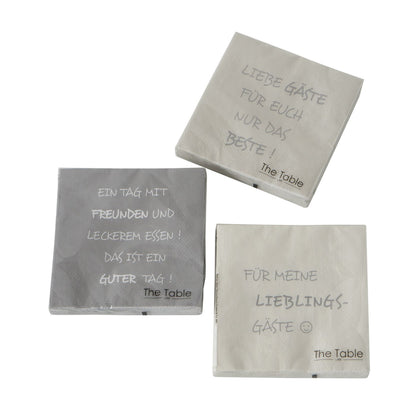 LIEBE GÄSTE
FÜR EUCH
NUR DAS
BESTE !
The Table
EIN TAG MIT
FREUNDEN UND
LECKEREM ESSEN !
DAS IST EIN
GUTER TAG !
The Table
FÜR MEINE
LIEBLINGS-
GÄSTE ☺
The Table